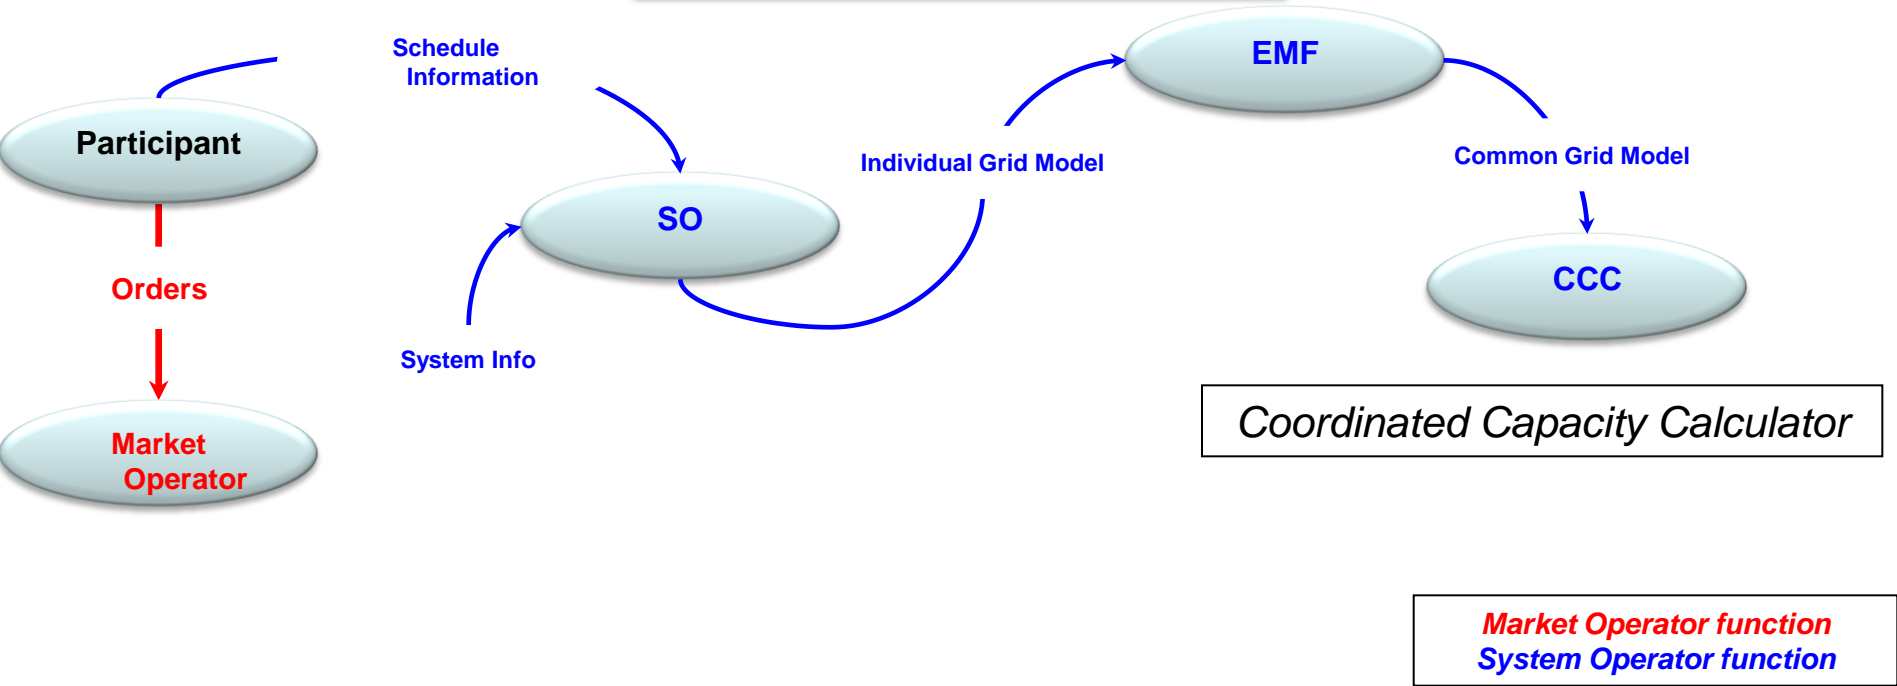 Schedule
Information
EMF
Participant
Individual Grid Model
Common Grid Model
SO
CCC
Orders
System Info
Coordinated Capacity Calculator
Market
Operator
Market Operator function
System Operator function